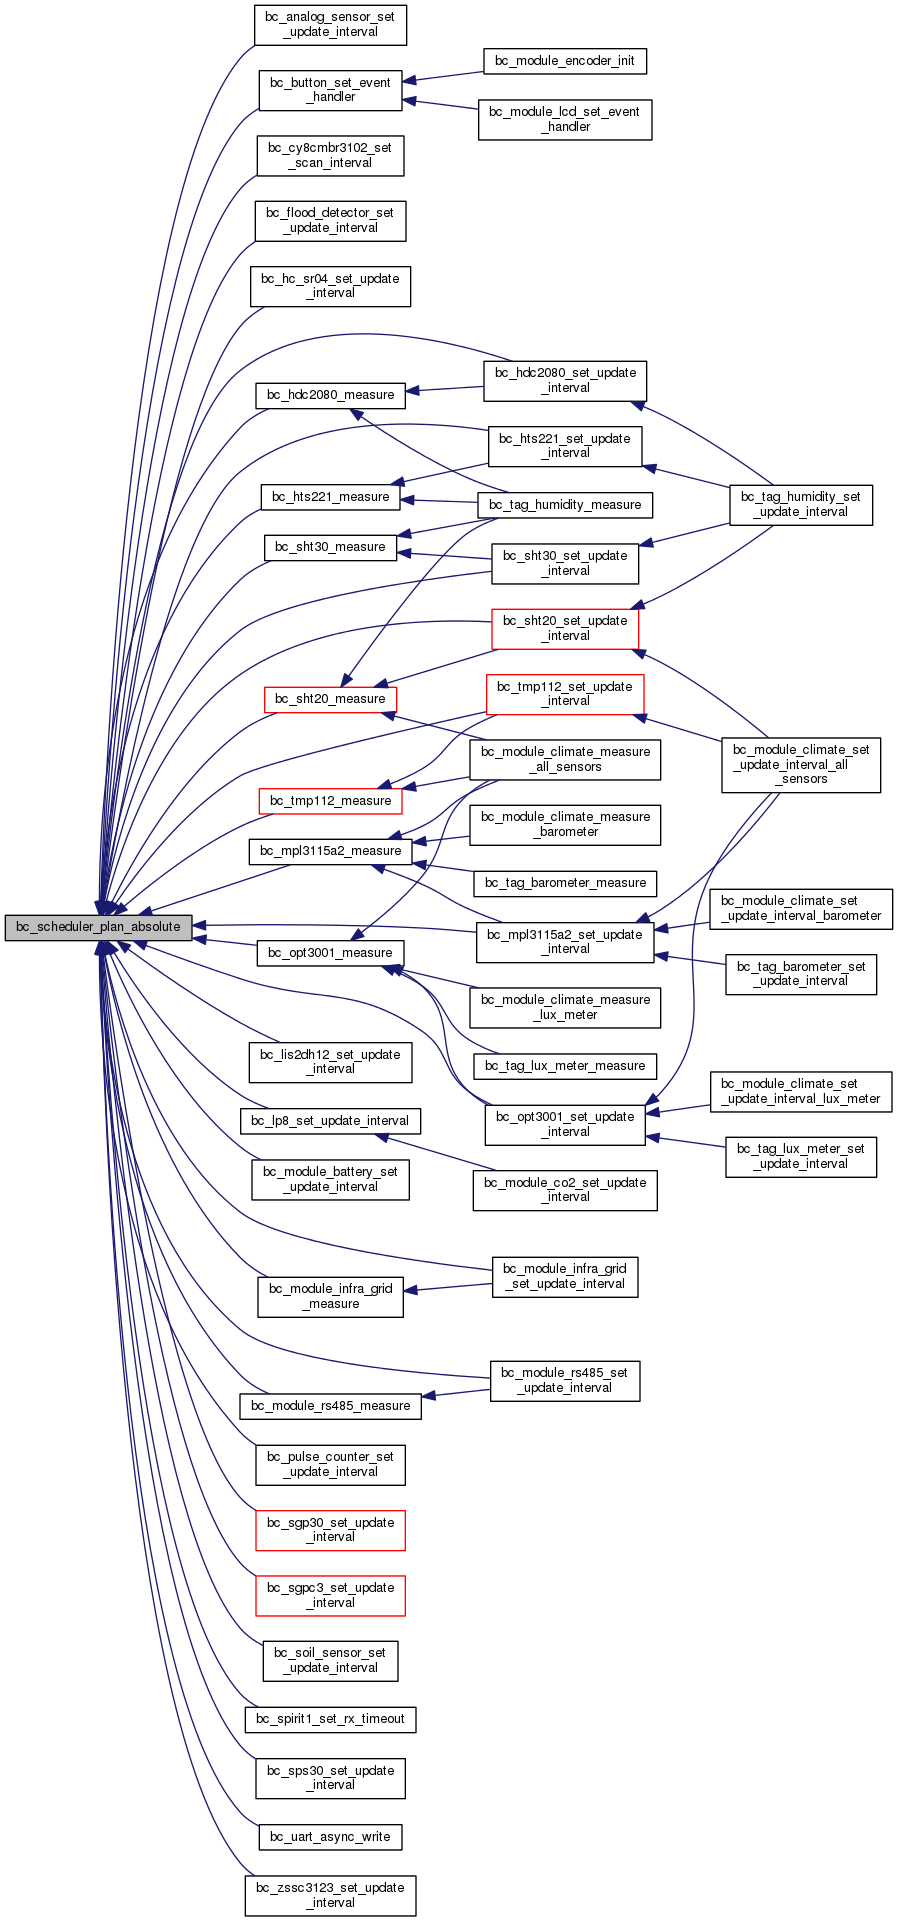 bc_analog_sensor_set
_update_interval
bc_button_set_event
_handler
bc_module_encoder_init
bc_module_lcd_set_event
_handler
bc_cy8cmbr3102_set
_scan_interval
bc_flood_detector_set
_update_interval
bc_hc_sr04_set_update
_interval
bc_hdc2080_set_update
_interval
bc_hdc2080_measure
bc_hts221_set_update
_interval
bc_hts221_measure
bc_tag_humidity_measure
bc_tag_humidity_set
_update_interval
bc_sht30_measure
bc_sht30_set_update
_interval
bc_sht20_set_update
_interval
bc_sht20_measure
bc_tmp112_set_update
_interval
bc_module_climate_measure
_all_sensors
bc_module_climate_set
_update_interval_all
_sensors
bc_tmp112_measure
bc_module_climate_measure
_barometer
bc_mpl3115a2_measure
bc_tag_barometer_measure
bc_scheduler_plan_absolute
bc_mpl3115a2_set_update
_interval
bc_module_climate_set
_update_interval_barometer
bc_opt3001_measure
bc_tag_barometer_set
_update_interval
bc_module_climate_measure
_lux_meter
bc_lis2dh12_set_update
_interval
bc_tag_lux_meter_measure
bc_module_climate_set
_update_interval_lux_meter
bc_lp8_set_update_interval
bc_opt3001_set_update
_interval
bc_tag_lux_meter_set
_update_interval
bc_module_battery_set
_update_interval
bc_module_co2_set_update
_interval
bc_module_infra_grid
_set_update_interval
bc_module_infra_grid
_measure
bc_module_rs485_set
_update_interval
bc_module_rs485_measure
bc_pulse_counter_set
_update_interval
bc_sgp30_set_update
_interval
bc_sgpc3_set_update
_interval
bc_soil_sensor_set
_update_interval
bc_spirit1_set_rx_timeout
bc_sps30_set_update
_interval
bc_uart_async_write
bc_zssc3123_set_update
_interval